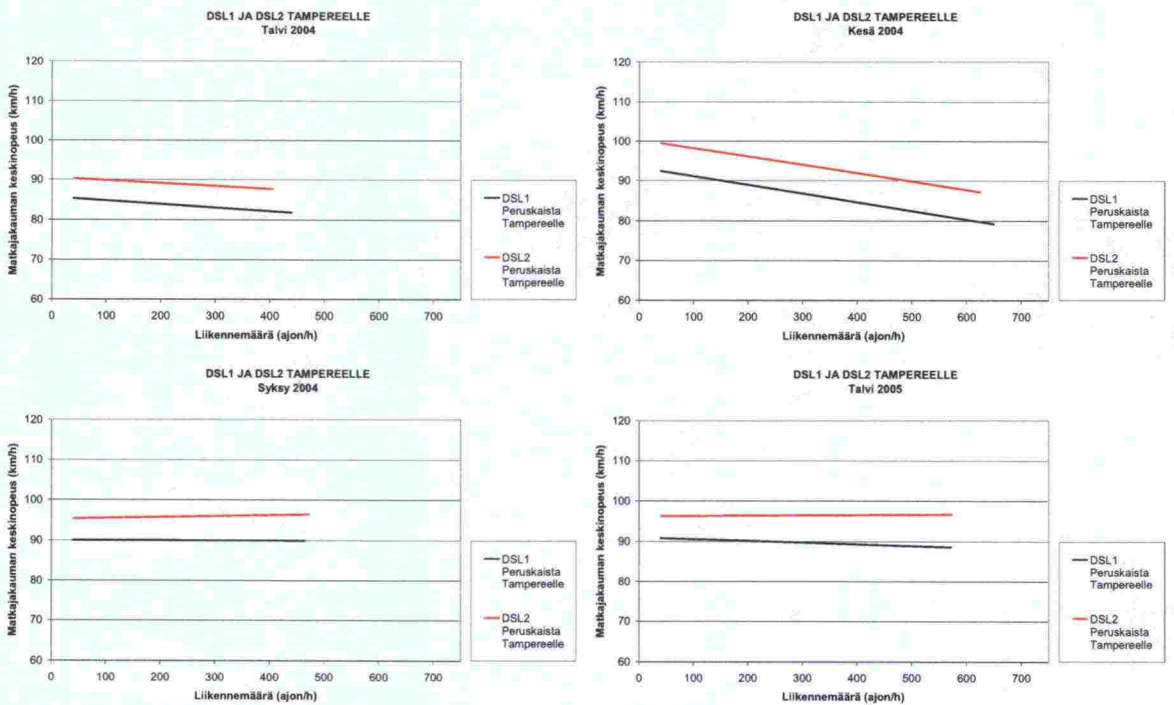 DSL1 JA DSL2 TAMPEREELLE
Talvi 2004
Matkajakauman keskinopeus (km/h)
120
110
100
90
80
70
60
0 100 200 300 400 500 600 700
Liikennemäärä (ajon/h)
DSL1
Peruskaista
Tampereelle
DSL2
Peruskaista
Tampereelle
DSL1 JA DSL2 TAMPEREELLE
Kesä 2004
Matkajakauman keskinopeus (km/h)
120
110
100
90
80
70
60
0 100 200 300 400 500 600 700
Liikennemäärä (ajon/h)
DSL1
Peruskaista
Tampereelle
DSL2
Peruskaista
Tampereelle
DSL1 JA DSL2 TAMPEREELLE
Syksy 2004
Matkajakauman keskinopeus (km/h)
120
110
100
90
80
70
60
0 100 200 300 400 500 600 700
Liikennemäärä (ajon/h)
DSL1
Peruskaista
Tampereelle
DSL2
Peruskaista
Tampereelle
DSL1 JA DSL2 TAMPEREELLE
Talvi 2005
Matkajakauman keskinopeus (km/h)
120
110
100
90
80
70
60
0 100 200 300 400 500 600 700
Liikennemäärä (ajon/h)
DSL1
Peruskaista
Tampereelle
DSL2
Peruskaista
Tampereelle